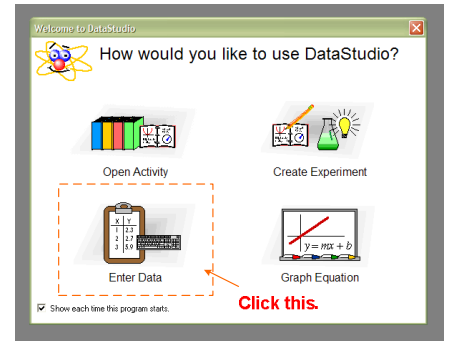 Welcome to DataStudio
How would you like to use DataStudio?
Open Activity
Create Experiment
X Y
1 2.3
2 2.7
3 5.9
y = mx + b
Enter Data
Graph Equation
Click this.
Show each time this program starts.